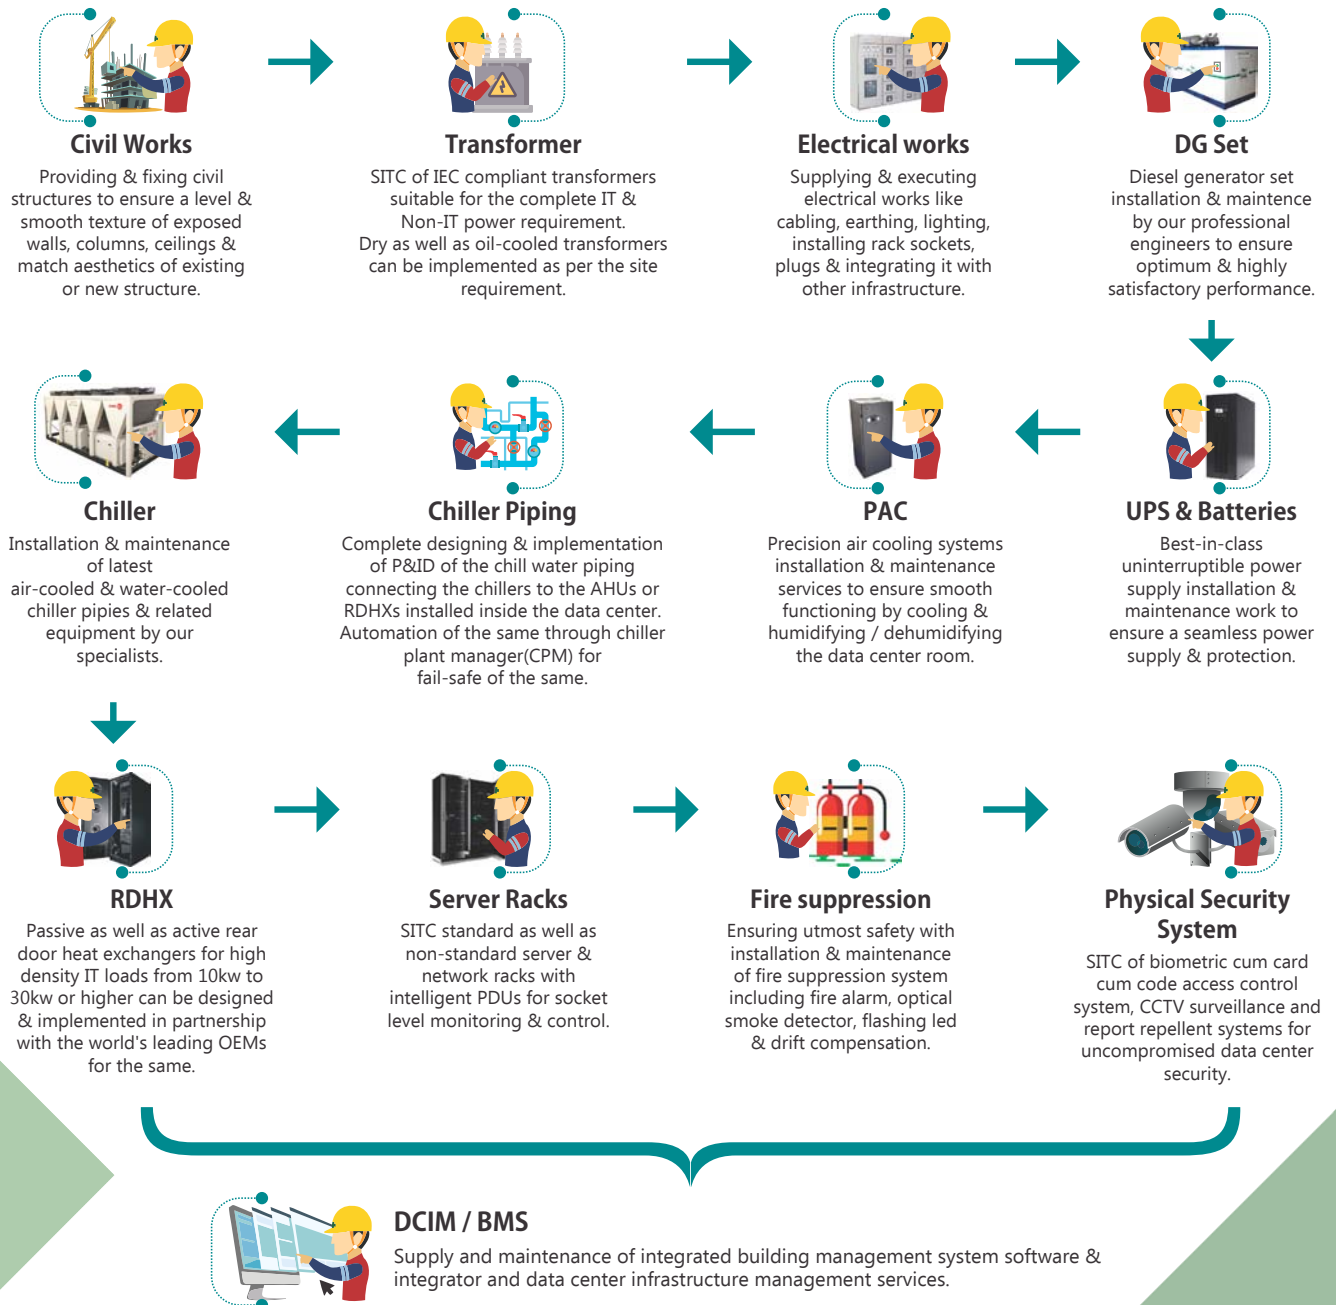 Civil Works
Providing & fixing civil
structures to ensure a level &
smooth texture of exposed
walls, columns, ceilings &
match aesthetics of existing
or new structure.
Transformer
SITC of IEC compliant transformers
suitable for the complete IT &
Non-IT power requirement.
Dry as well as oil-cooled transformers
can be implemented as per the site
requirement.
Electrical works
Supplying & executing
electrical works like
cabling, earthing, lighting,
installing rack sockets,
plugs & integrating it with
other infrastructure.
DG Set
Diesel generator set
installation & maintence
by our professional
engineers to ensure
optimum & highly
satisfactory performance.
Chiller
Installation & maintenance
of latest
air-cooled & water-cooled
chiller pipies & related
equipment by our
specialists.
Chiller Piping
Complete designing & implementation
of P&ID of the chill water piping
connecting the chillers to the AHUs or
RDHXs installed inside the data center.
Automation of the same through chiller
plant manager(CPM) for
fail-safe of the same.
PAC
Precision air cooling systems
installation & maintenance
services to ensure smooth
functioning by cooling &
humidifying / dehumidifying
the data center room.
UPS & Batteries
Best-in-class
uninterruptible power
supply installation &
maintenance work to
ensure a seamless power
supply & protection.
RDHX
Passive as well as active rear
door heat exchangers for high
density IT loads from 10kw to
30kw or higher can be designed
& implemented in partnership
with the world's leading OEMs
for the same.
Server Racks
SITC standard as well as
non-standard server &
network racks with
intelligent PDUs for socket
level monitoring & control.
Fire suppression
Ensuring utmost safety with
installation & maintenance
of fire suppression system
including fire alarm, optical
smoke detector, flashing led
& drift compensation.
Physical Security
System
SITC of biometric cum card
cum code access control
system, CCTV surveillance and
report repellent systems for
uncompromised data center
security.
DCIM / BMS
Supply and maintenance of integrated building management system software &
integrator and data center infrastructure management services.